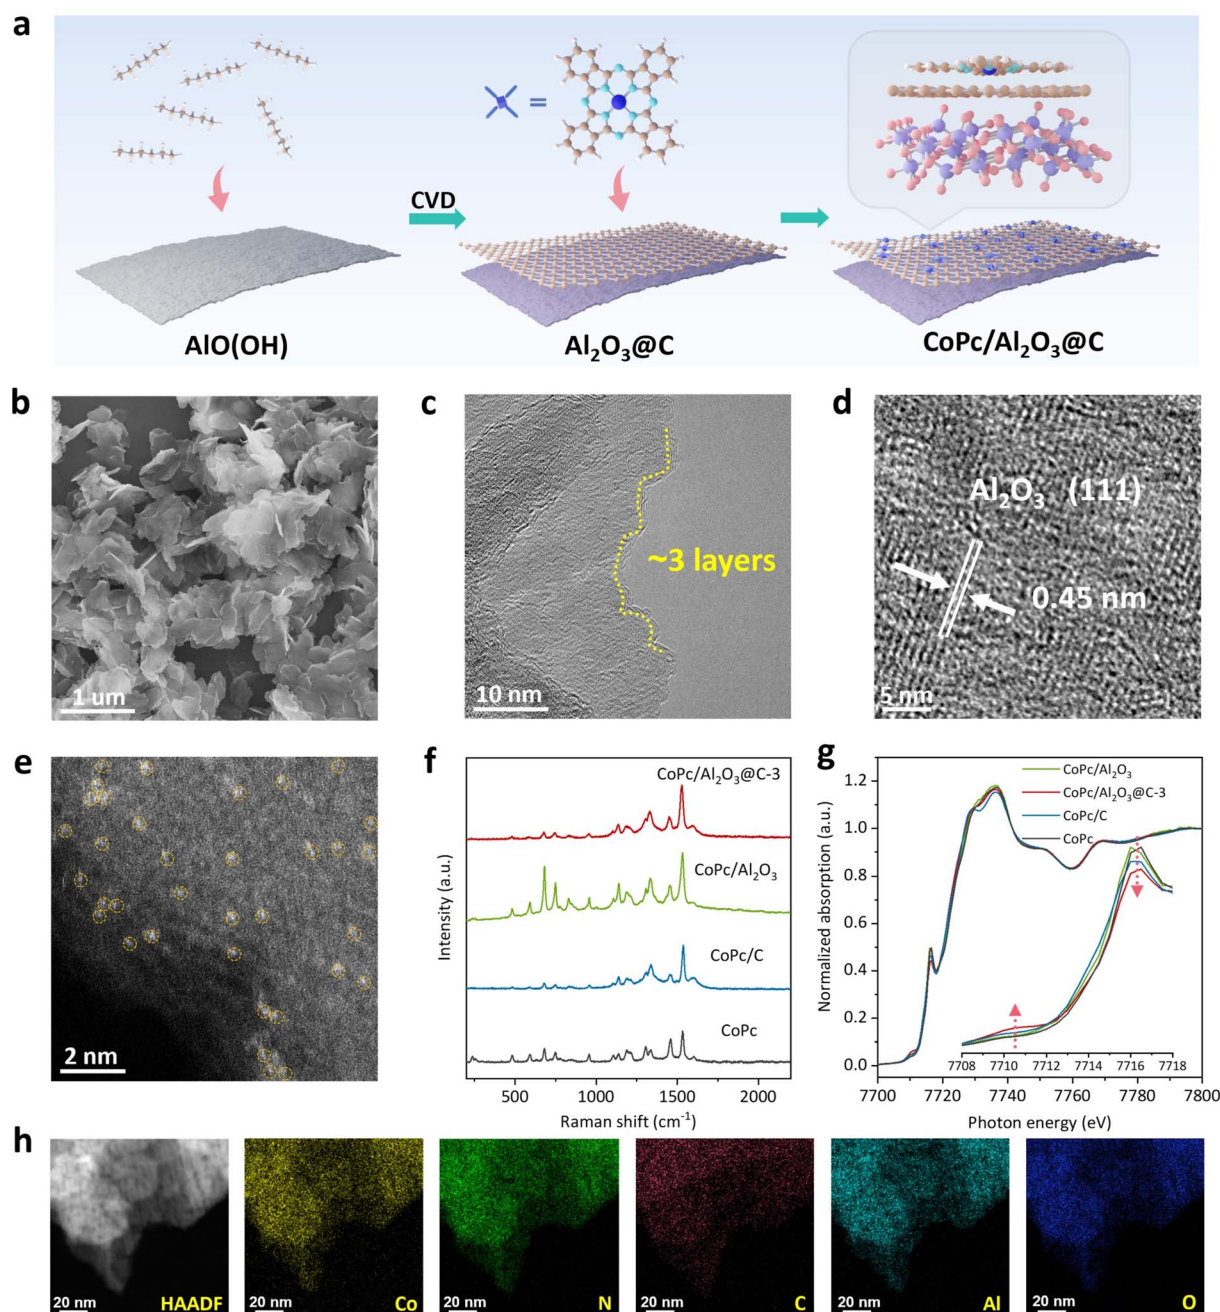 a
=
CVD
AlO(OH)
Al₂O₃@C
CoPc/Al₂O₃@C
b
1 um
c
~3 layers
10 nm
d
Al₂O₃ (111)
0.45 nm
5 nm
e
2 nm
f
CoPc/Al₂O₃@C-3
CoPc/Al₂O₃
CoPc/C
CoPc
Intensity (a.u.)
500 1000 1500 2000
Raman shift (cm⁻¹)
g
CoPc/Al₂O₃
CoPc/Al₂O₃@C-3
CoPc/C
CoPc
Normalized absorption (a.u.)
1.2
1.0
0.8
0.6
0.4
0.2
0.0
7708 7710 7712 7714 7716 7718
7700 7720 7740 7760 7780 7800
Photon energy (eV)
h
20 nm HAADF
20 nm Co
20 nm N
20 nm C
20 nm Al
20 nm O